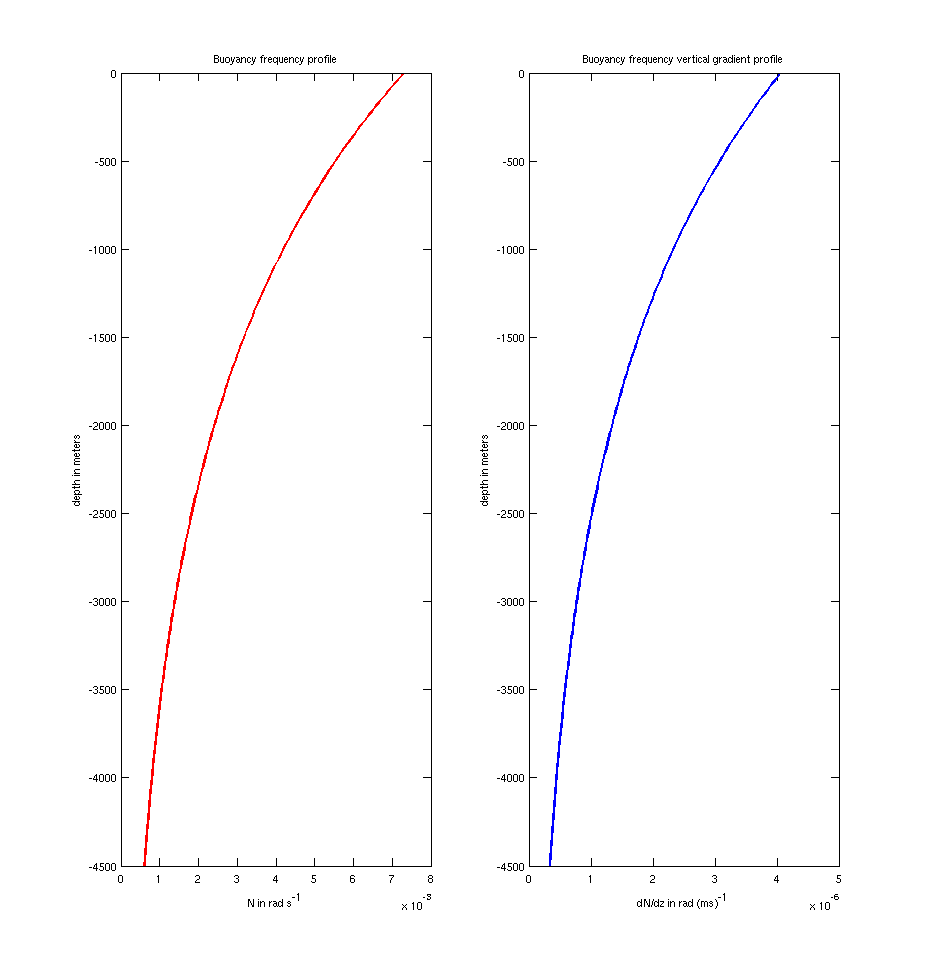 Buoyancy frequency profile
0
-500
-1000
-1500
-2000
-2500
-3000
-3500
-4000
-4500
depth in meters
0 1 2 3 4 5 6 7 8
N in rad s-1
x 10-3
Buoyancy frequency vertical gradient profile
0
-500
-1000
-1500
-2000
-2500
-3000
-3500
-4000
-4500
depth in meters
0 1 2 3 4 5
dN/dz in rad (ms)-1
x 10-6